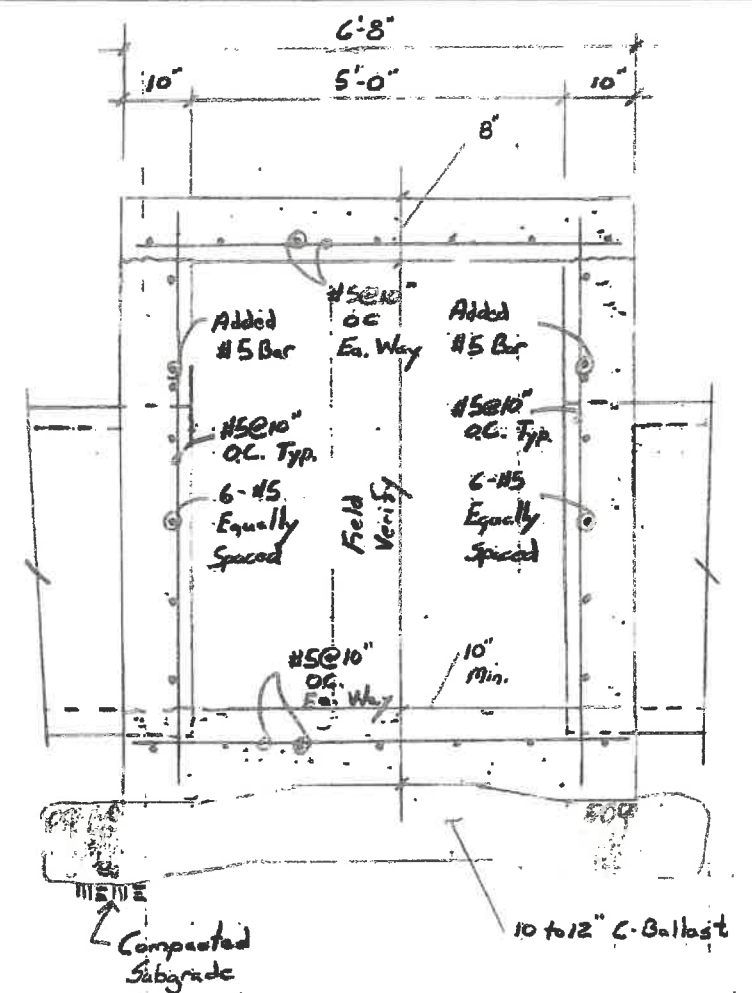 6'-8"
10"
5'-0"
10"
8"
#5@10"
OC
Ea. Way
Added
#5 Bar
Added
#5 Bar
#5@10"
O.C. Typ.
#5@10"
O.C. Typ.
6-#5
Equally
Spaced
6-#5
Equally
Spaced
Field
Verify
#5@10"
OC.
Ea. Way
10"
Min.
10 to 12" C-Ballast
Compacted
Subgrade